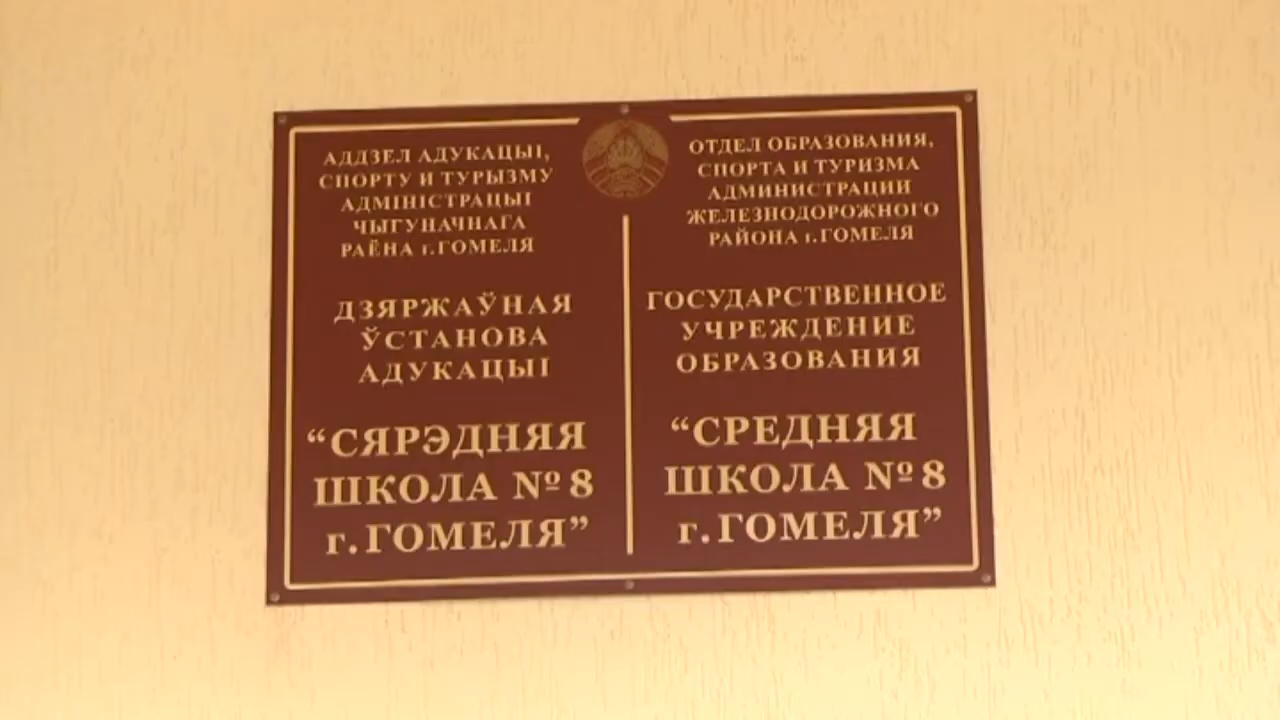 АДДЗЕЛ АДУКАЦЫІ,
СПОРТУ И ТУРЫЗМУ
АДМІНІСТРАЦЫІ
ЧЫГУНАЧНАГА
РАЁНА г.ГОМЕЛЯ
ДЗЯРЖАЎНАЯ
ЎСТАНОВА
АДУКАЦЫІ
“СЯРЭДНЯЯ
ШКОЛА №8
г.ГОМЕЛЯ”
ОТДЕЛ ОБРАЗОВАНИЯ,
СПОРТА И ТУРИЗМА
АДМИНИСТРАЦИИ
ЖЕЛЕЗНОДОРОЖНОГО
РАЙОНА г.ГОМЕЛЯ
ГОСУДАРСТВЕННОЕ
УЧРЕЖДЕНИЕ
ОБРАЗОВАНИЯ
“СРЕДНЯЯ
ШКОЛА №8
г.ГОМЕЛЯ”